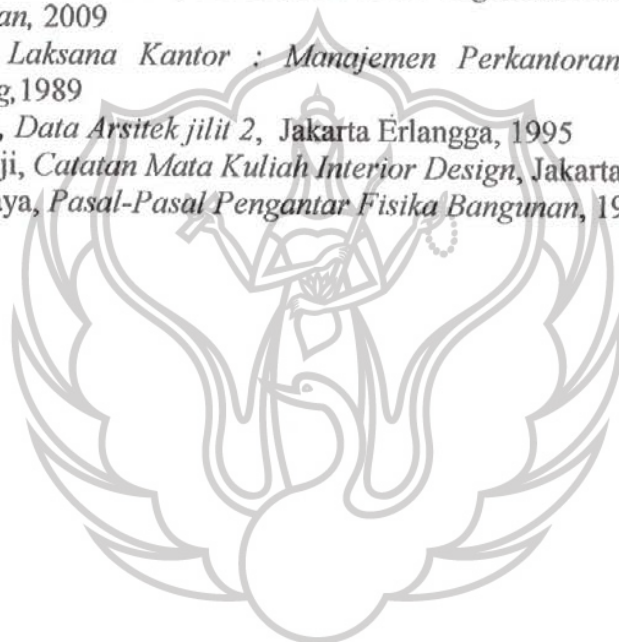 an, 2009
Laksana Kantor : Manajemen Perkantoran
g, 1989
, Data Arsitek jilit 2, Jakarta Erlangga, 1995
ji, Catatan Mata Kuliah Interior Design, Jakarta
aya, Pasal-Pasal Pengantar Fisika Bangunan, 19